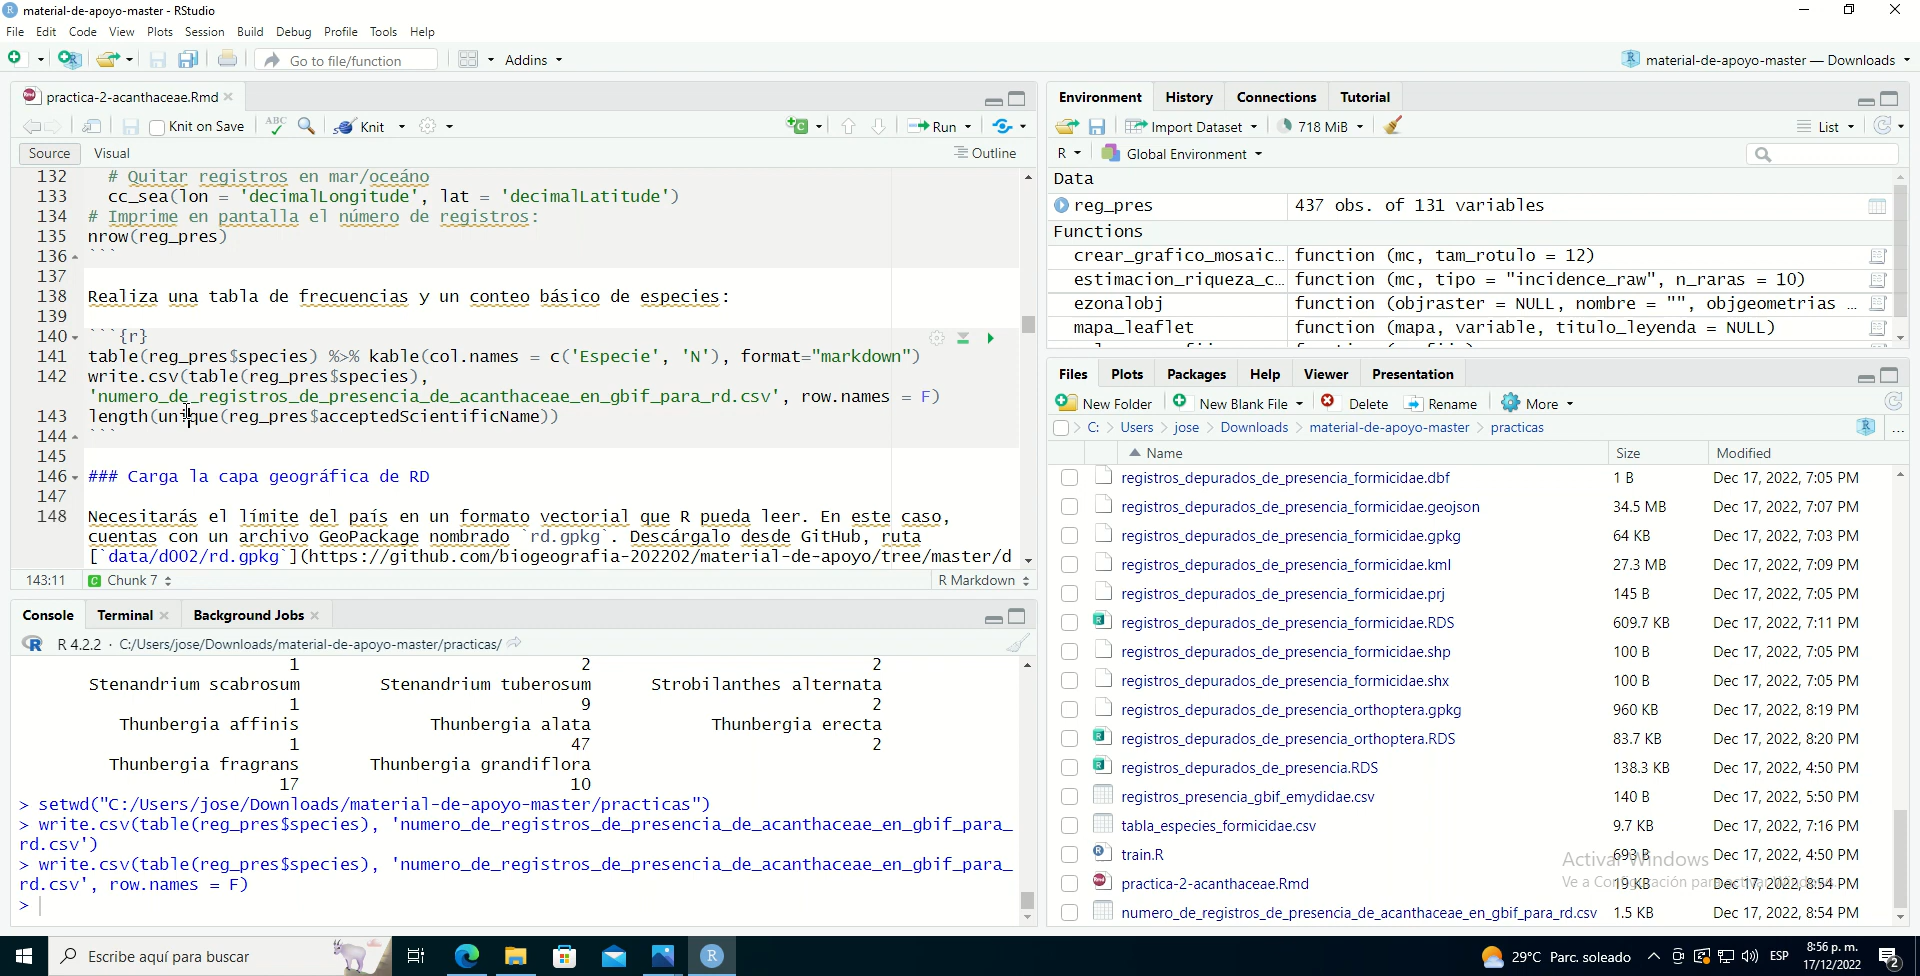 material-de-apoyo-master - RStudio
File Edit Code View Plots Session Build Debug Profile Tools Help
Go to file/function Addins
material-de-apoyo-master — Downloads
practica-2-acanthaceae.Rmd
Knit on Save Knit Run
Source Visual Outline
132 # Quitar registros en mar/oceáno
133 cc_sea(lon = 'decimalLongitude', lat = 'decimalLatitude')
134 # Imprime en pantalla el número de registros:
135 nrow(reg_pres)
136 ```
137
138 Realiza una tabla de frecuencias y un conteo básico de especies:
139
140 ```{r}
141 table(reg_pres$species) %>% kable(col.names = c('Especie', 'N'), format="markdown")
142 write.csv(table(reg_pres$species),
'numero_de_registros_de_presencia_de_acanthaceae_en_gbif_para_rd.csv', row.names = F)
143 length(unique(reg_pres$acceptedScientificName))
144 ```
145
146 ### Carga la capa geográfica de RD
147
148 Necesitarás el límite del país en un formato vectorial que R pueda leer. En este caso,
cuentas con un archivo GeoPackage nombrado `rd.gpkg`. Descárgalo desde GitHub, ruta
[`data/d002/rd.gpkg`](https://github.com/biogeografia-202202/material-de-apoyo/tree/master/d
143:11 Chunk 7 R Markdown
Console Terminal Background Jobs
R 4.2.2 · C:/Users/jose/Downloads/material-de-apoyo-master/practicas/
1 2 2
Stenandrium scabrosum Stenandrium tuberosum Strobilanthes alternata
1 9 2
Thunbergia affinis Thunbergia alata Thunbergia erecta
1 47 2
Thunbergia fragrans Thunbergia grandiflora
17 10
> setwd("C:/Users/jose/Downloads/material-de-apoyo-master/practicas")
> write.csv(table(reg_pres$species), 'numero_de_registros_de_presencia_de_acanthaceae_en_gbif_para_
rd.csv')
> write.csv(table(reg_pres$species), 'numero_de_registros_de_presencia_de_acanthaceae_en_gbif_para_
rd.csv', row.names = F)
>
Environment History Connections Tutorial
Import Dataset 718 MiB List
R Global Environment
Data
reg_pres 437 obs. of 131 variables
Functions
crear_grafico_mosaic… function (mc, tam_rotulo = 12)
estimacion_riqueza_c… function (mc, tipo = "incidence_raw", n_raras = 10)
ezonalobj function (objraster = NULL, nombre = "", objgeometrias …
mapa_leaflet function (mapa, variable, titulo_leyenda = NULL)
Files Plots Packages Help Viewer Presentation
New Folder New Blank File Delete Rename More
C: Users jose Downloads material-de-apoyo-master practicas ...
Name Size Modified
registros_depurados_de_presencia_formicidae.dbf 1 B Dec 17, 2022, 7:05 PM
registros_depurados_de_presencia_formicidae.geojson 34.5 MB Dec 17, 2022, 7:07 PM
registros_depurados_de_presencia_formicidae.gpkg 64 KB Dec 17, 2022, 7:03 PM
registros_depurados_de_presencia_formicidae.kml 27.3 MB Dec 17, 2022, 7:09 PM
registros_depurados_de_presencia_formicidae.prj 145 B Dec 17, 2022, 7:05 PM
registros_depurados_de_presencia_formicidae.RDS 609.7 KB Dec 17, 2022, 7:11 PM
registros_depurados_de_presencia_formicidae.shp 100 B Dec 17, 2022, 7:05 PM
registros_depurados_de_presencia_formicidae.shx 100 B Dec 17, 2022, 7:05 PM
registros_depurados_de_presencia_orthoptera.gpkg 960 KB Dec 17, 2022, 8:19 PM
registros_depurados_de_presencia_orthoptera.RDS 83.7 KB Dec 17, 2022, 8:20 PM
registros_depurados_de_presencia.RDS 138.3 KB Dec 17, 2022, 4:50 PM
registros_presencia_gbif_emydidae.csv 140 B Dec 17, 2022, 5:50 PM
tabla_especies_formicidae.csv 9.7 KB Dec 17, 2022, 7:16 PM
train.R 693 B Dec 17, 2022, 4:50 PM
practica-2-acanthaceae.Rmd 19 KB Dec 17, 2022, 8:54 PM
numero_de_registros_de_presencia_de_acanthaceae_en_gbif_para_rd.csv 1.5 KB Dec 17, 2022, 8:54 PM
Activar Windows
Ve a Configuración para activar Windows.
Escribe aquí para buscar
29°C Parc. soleado ESP 8:56 p. m.
17/12/2022 2